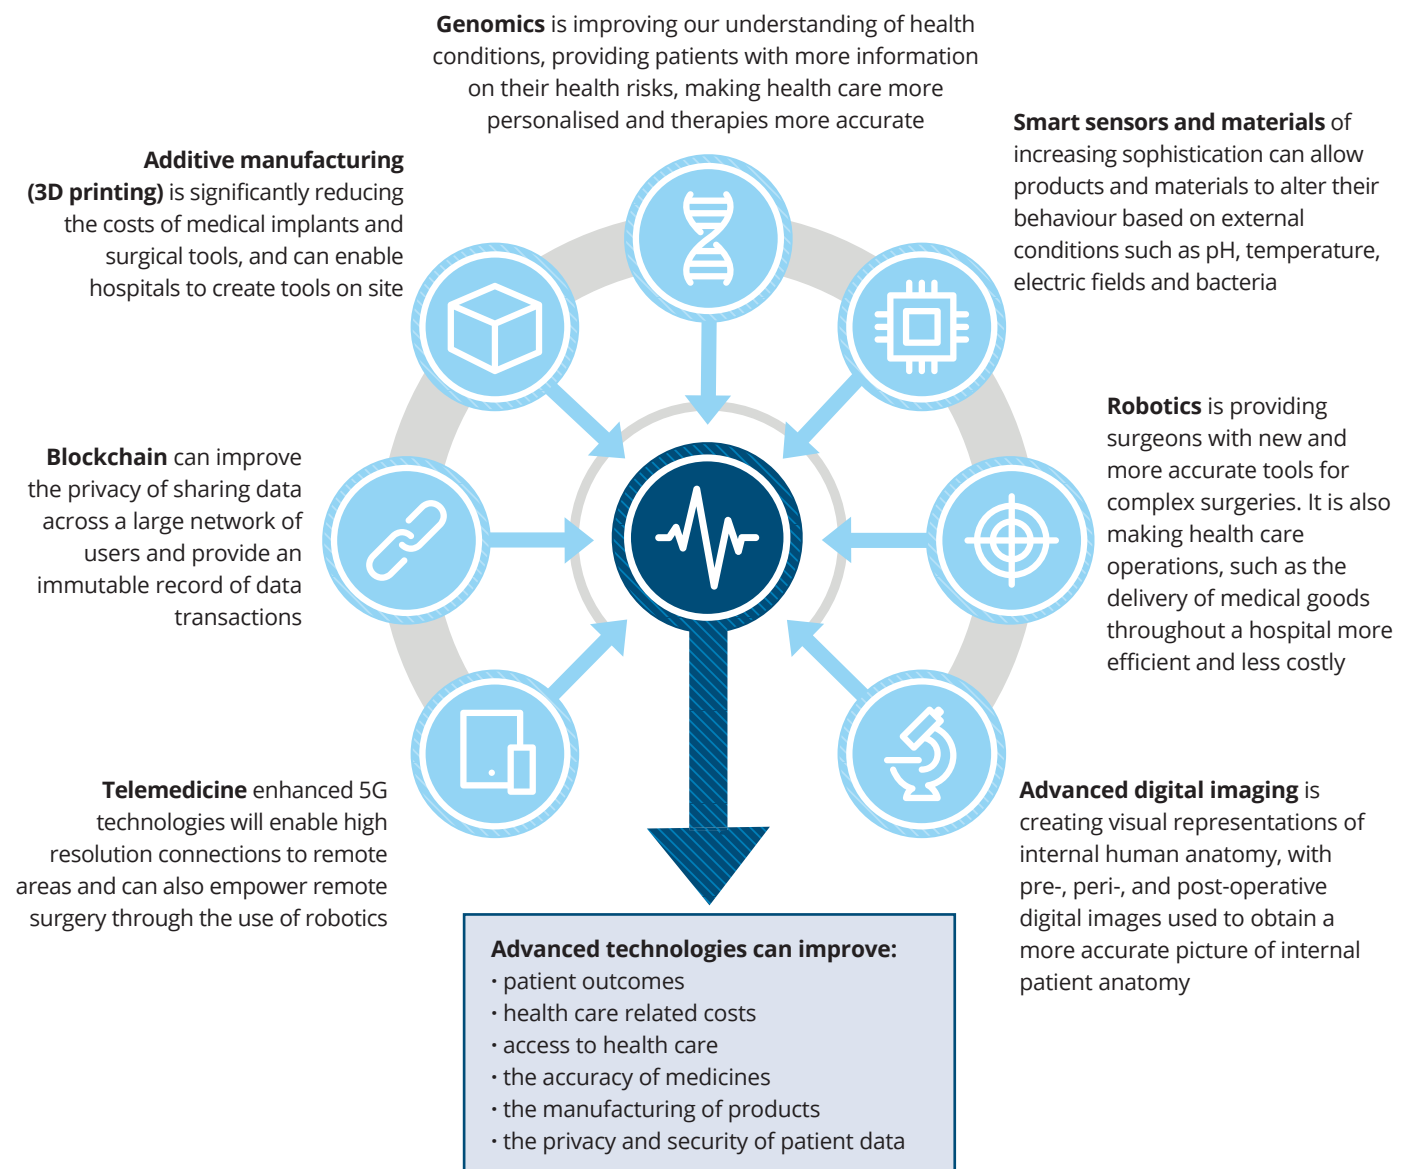 Genomics is improving our understanding of health
conditions, providing patients with more information
on their health risks, making health care more
personalised and therapies more accurate
Smart sensors and materials of
increasing sophistication can allow
products and materials to alter their
behaviour based on external
conditions such as pH, temperature,
electric fields and bacteria
Additive manufacturing
(3D printing) is significantly reducing
the costs of medical implants and
surgical tools, and can enable
hospitals to create tools on site
Robotics is providing
surgeons with new and
more accurate tools for
complex surgeries. It is also
making health care
operations, such as the
delivery of medical goods
throughout a hospital more
efficient and less costly
Blockchain can improve
the privacy of sharing data
across a large network of
users and provide an
immutable record of data
transactions
Telemedicine enhanced 5G
technologies will enable high
resolution connections to remote
areas and can also empower remote
surgery through the use of robotics
Advanced digital imaging is
creating visual representations of
internal human anatomy, with
pre-, peri-, and post-operative
digital images used to obtain a
more accurate picture of internal
patient anatomy
Advanced technologies can improve:
· patient outcomes
· health care related costs
· access to health care
· the accuracy of medicines
· the manufacturing of products
· the privacy and security of patient data